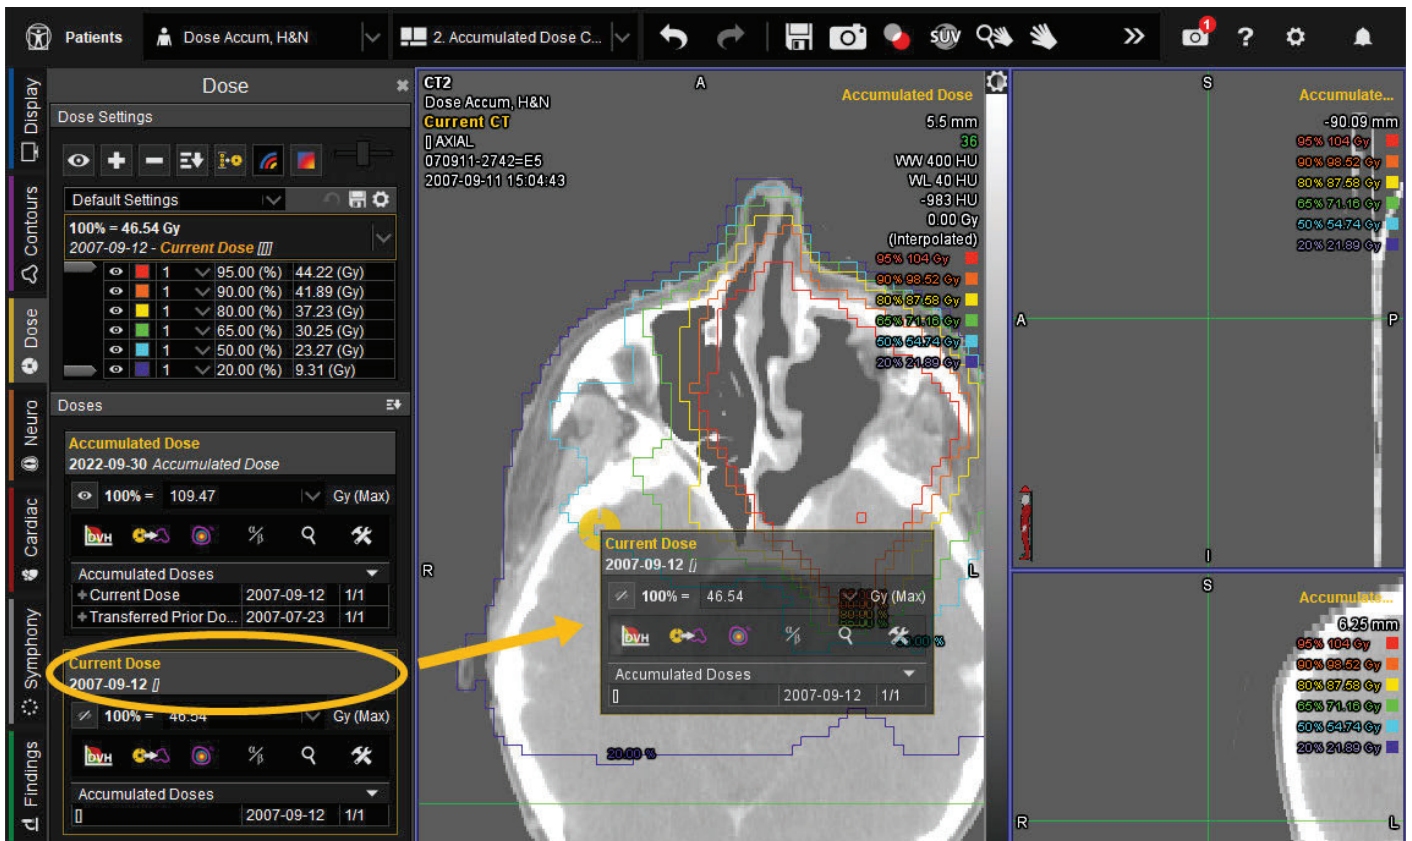 Patients
Dose Accum, H&N
2. Accumulated Dose C...
SUV
1
?
Display
Contours
Dose
Neuro
Cardiac
Symphony
Findings
Dose
Dose Settings
Default Settings
100% = 46.54 Gy
2007-09-12 - Current Dose [[]]
1 95.00 (%) 44.22 (Gy)
1 90.00 (%) 41.89 (Gy)
1 80.00 (%) 37.23 (Gy)
1 65.00 (%) 30.25 (Gy)
1 50.00 (%) 23.27 (Gy)
1 20.00 (%) 9.31 (Gy)
Doses
Accumulated Dose
2022-09-30 Accumulated Dose
100% = 109.47 Gy (Max)
DVH α/β
Accumulated Doses
+ Current Dose 2007-09-12 1/1
+ Transferred Prior Do... 2007-07-23 1/1
Current Dose
2007-09-12 []
100% = 46.54 Gy (Max)
DVH α/β
Accumulated Doses
[] 2007-09-12 1/1
CT2
Dose Accum, H&N
Current CT
[] AXIAL
070911-2742=E5
2007-09-11 15:04:43
A
Accumulated Dose
5.5 mm
36
WW 400 HU
WL 40 HU
-983 HU
0.00 Gy
(Interpolated)
95% 104 Gy
90% 98.52 Gy
80% 87.58 Gy
65% 71.16 Gy
50% 54.74 Gy
20% 21.89 Gy
R
L
Current Dose
2007-09-12 []
100% = 46.54 Gy (Max)
DVH α/β
Accumulated Doses
[] 2007-09-12 1/1
20.00 %
S
Accumulate...
-90.09 mm
95% 104 Gy
90% 98.52 Gy
80% 87.58 Gy
65% 71.16 Gy
50% 54.74 Gy
20% 21.89 Gy
A
P
I
S
Accumulate...
6.25 mm
95% 104 Gy
90% 98.52 Gy
80% 87.58 Gy
65% 71.16 Gy
50% 54.74 Gy
20% 21.89 Gy
R
L